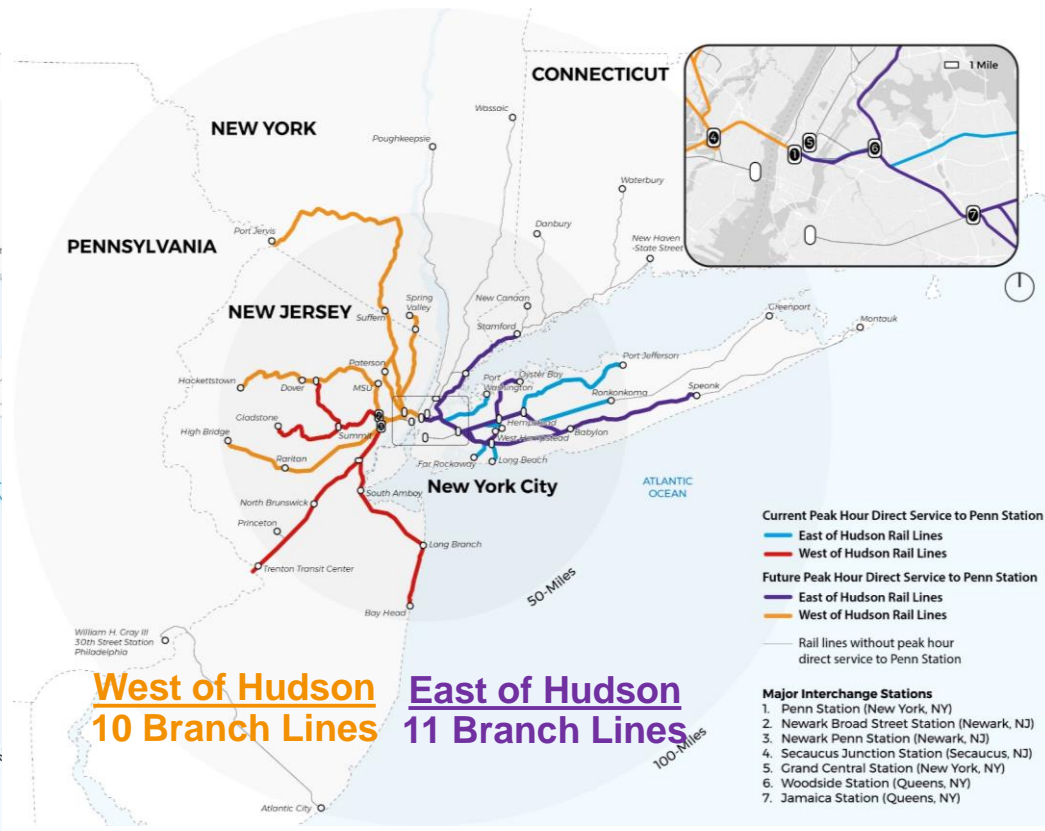 CONNECTICUT
NEW YORK
PENNSYLVANIA
NEW JERSEY
New York City
ATLANTIC
OCEAN
Wassaic
Poughkeepsie
Waterbury
Danbury
New Haven
-State Street
New Canaan
Stamford
Port Jervis
Spring
Valley
Suffern
Paterson
MSU
Hackettstown
Dover
Gladstone
Summit
High Bridge
Raritan
North Brunswick
Princeton
Trenton Transit Center
South Amboy
Long Branch
Bay Head
William H. Gray III
30th Street Station
Philadelphia
Atlantic City
Port
Washington
Oyster Bay
Port Jefferson
Ronkonkoma
Greenport
Montauk
Speonk
Hempstead
West Hempstead
Babylon
Far Rockaway
Long Beach
50-Miles
100-Miles
1 Mile
4
1
5
6
7
West of Hudson
10 Branch Lines
East of Hudson
11 Branch Lines
Current Peak Hour Direct Service to Penn Station
East of Hudson Rail Lines
West of Hudson Rail Lines
Future Peak Hour Direct Service to Penn Station
East of Hudson Rail Lines
West of Hudson Rail Lines
Rail lines without peak hour
direct service to Penn Station
Major Interchange Stations
1. Penn Station (New York, NY)
2. Newark Broad Street Station (Newark, NJ)
3. Newark Penn Station (Newark, NJ)
4. Secaucus Junction Station (Secaucus, NJ)
5. Grand Central Station (New York, NY)
6. Woodside Station (Queens, NY)
7. Jamaica Station (Queens, NY)